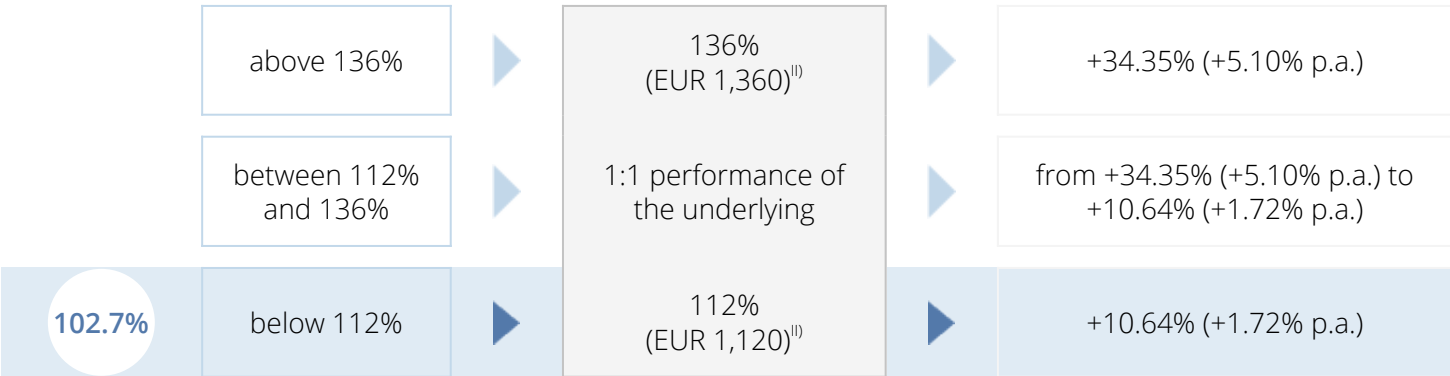 above 136%
136%
(EUR 1,360)II)
+34.35% (+5.10% p.a.)
between 112%
and 136%
1:1 performance of
the underlying
from +34.35% (+5.10% p.a.) to
+10.64% (+1.72% p.a.)
102.7%
below 112%
112%
(EUR 1,120)II)
+10.64% (+1.72% p.a.)